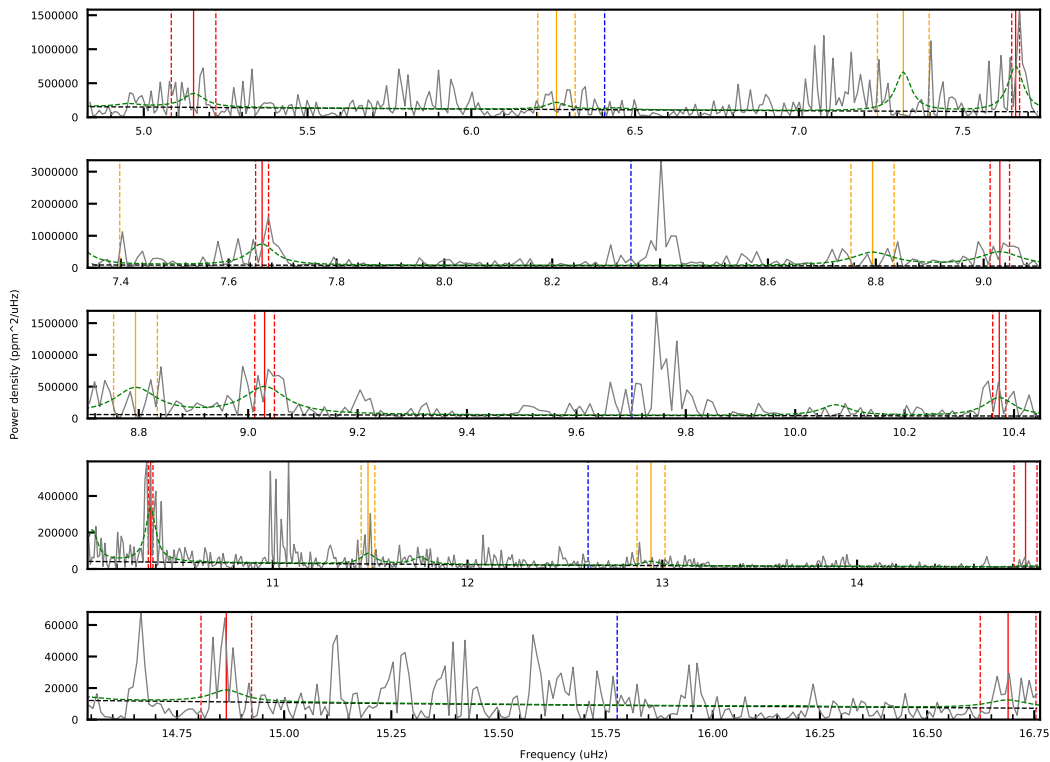 1500000
1000000
500000
0
5.0 5.5 6.0 6.5 7.0 7.5
3000000
2000000
1000000
0
7.4 7.6 7.8 8.0 8.2 8.4 8.6 8.8 9.0
Power density (ppm^2/uHz)
1500000
1000000
500000
0
8.8 9.0 9.2 9.4 9.6 9.8 10.0 10.2 10.4
400000
200000
0
11 12 13 14
60000
40000
20000
0
14.75 15.00 15.25 15.50 15.75 16.00 16.25 16.50 16.75
Frequency (uHz)